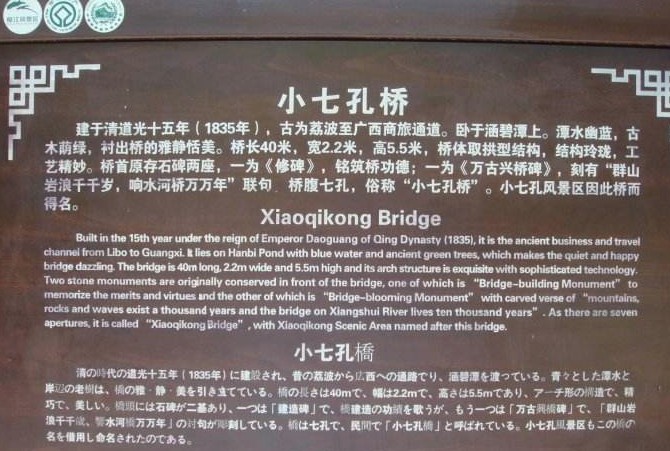 小七孔桥
建于清道光十五年（1835年），古为荔波至广西商旅通道。卧于涵碧潭上。潭水幽蓝，古
木荫绿，衬出桥的雅静恬美。桥长40米，宽2.2米，高5.5米，桥体取拱型结构，结构玲珑，工
艺精妙。桥首原存石碑两座，一为《修碑》，铭筑桥功德；一为《万古兴桥碑》，刻有“群山
岩浪千千岁，响水河桥万万年”联句 桥腹七孔，俗称“小七孔桥”。小七孔风景区因此桥而
得名。
Xiaoqikong Bridge
Built in the 15th year under the reign of Emperor Daoguang of Qing Dynasty (1835), it is the ancient business and travel
channel from Libo to Guangxi. It lies on Hanbi Pond with blue water and ancient green trees, which makes the quiet and happy
bridge dazzling. The bridge is 40m long, 2.2m wide and 5.5m high and its arch structure is exquisite with sophisticated technology.
Two stone monuments are originally conserved in front of the bridge, one of which is “Bridge-building Monument” to
memorize the merits and virtues and the other of which is “Bridge-blooming Monument” with carved verse of “mountains,
rocks and waves exist a thousand years and the bridge on Xiangshui River lives ten thousand years”. As there are seven
apertures, it is called “Xiaoqikong Bridge”, with Xiaoqikong Scenic Area named after this bridge.
小七孔橋
清の時代の道光十五年（1835年）に建設され、昔の荔波から広西への通路で り、涵碧潭を渡っている。青々とした潭水と
岸辺の老樹は、橋の雅・静・美を引き立てている。橋の長さは40mで、幅は2.2mで、高さは5.5mであり、アーチ形の構造で、精
巧で、美しい。橋頭には石碑が二基あり、一つは「建造碑」で、橋建造の功績を歌うが、もう一つは「万古興橋碑」で、「群山岩
浪千千歳、響水河橋万万年」の対句が彫刻している。橋は七孔で、民間で「小七孔橋」と呼ばれている。小七孔風景区もこの橋の
名を借用し命名されたのである。